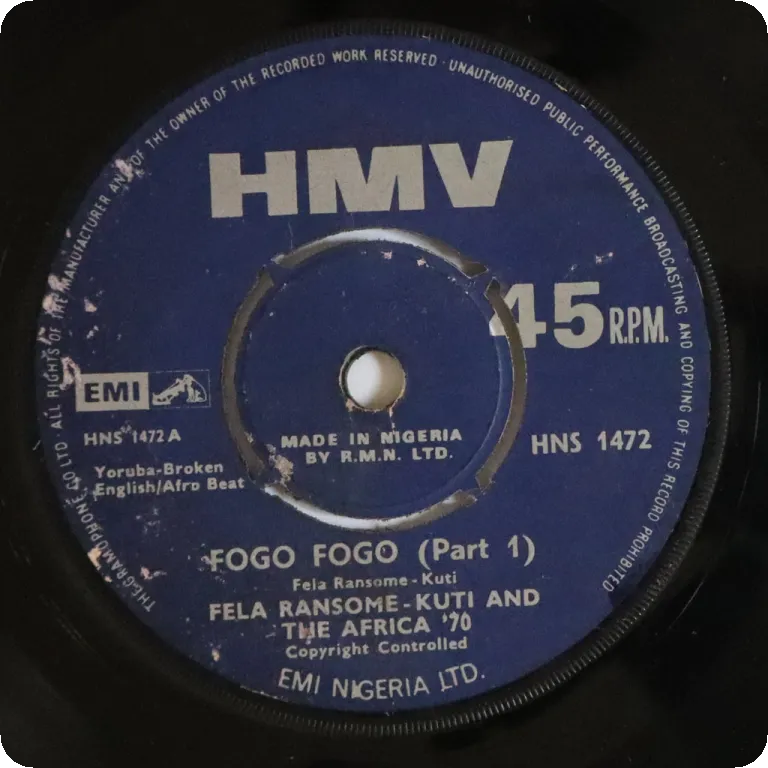 THE GRAMOPHONE CO LTD · ALL RIGHTS OF THE MANUFACTURER AND OF THE OWNER OF THE RECORDED WORK RESERVED · UNAUTHORISED PUBLIC PERFORMANCE BROADCASTING AND COPYING OF THIS RECORD PROHIBITED
HMV
45 R.P.M.
EMI
HNS 1472A
MADE IN NIGERIA
BY R.M.N. LTD.
HNS 1472
Yoruba-Broken
English/Afro Beat
FOGO FOGO (Part 1)
Fela Ransome-Kuti
FELA RANSOME-KUTI AND
THE AFRICA '70
Copyright Controlled
EMI NIGERIA LTD.